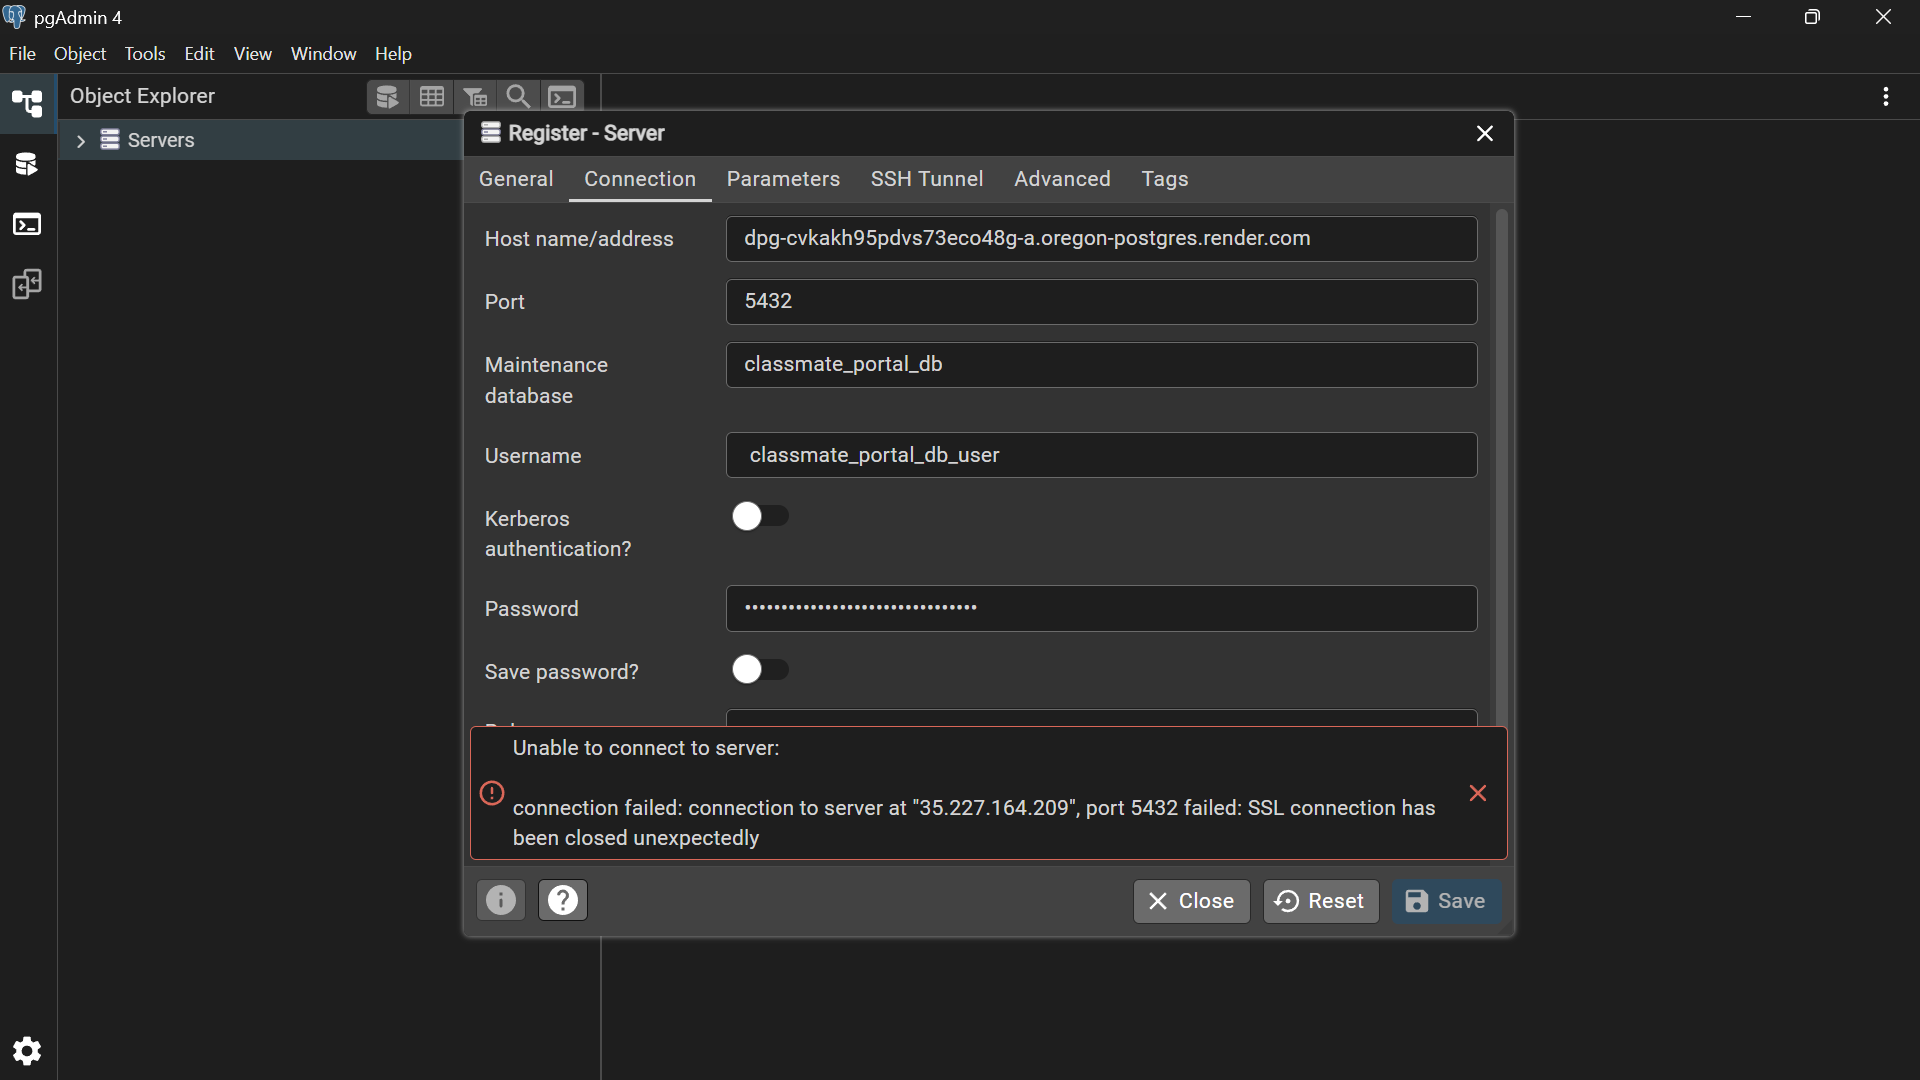 pgAdmin 4
File Object Tools Edit View Window Help
Object Explorer
Servers
Register - Server
General Connection Parameters SSH Tunnel Advanced Tags
Host name/address dpg-cvkakh95pdvs73eco48g-a.oregon-postgres.render.com
Port 5432
Maintenance database classmate_portal_db
Username classmate_portal_db_user
Kerberos authentication?
Password ••••••••••••••••••••••••••••••••
Save password?
Unable to connect to server:
connection failed: connection to server at "35.227.164.209", port 5432 failed: SSL connection has
been closed unexpectedly
Close Reset Save